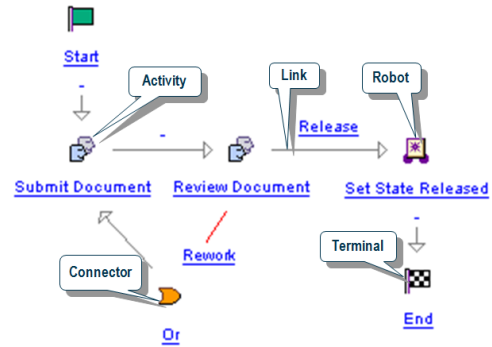 Start
-
Activity
Link
Robot
-
Release
Submit Document
Review Document
Set State Released
-
Rework
Terminal
Connector
Or
End